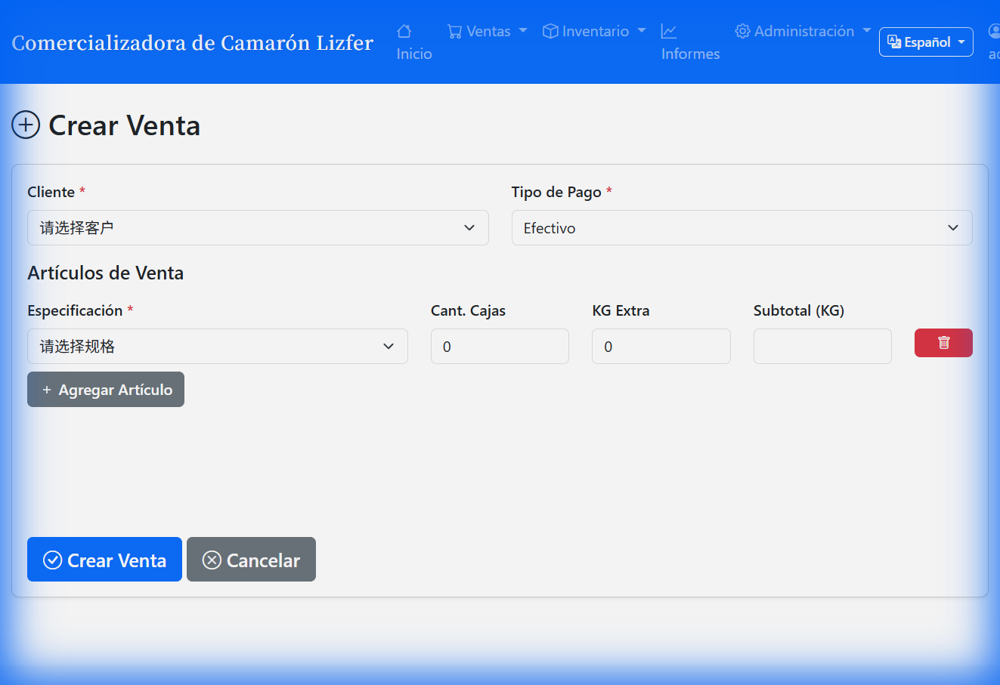 Comercializadora de Camarón Lizfer
Inicio
Ventas
Inventario
Informes
Administración
Español
Crear Venta
Cliente *
Tipo de Pago *
请选择客户
Efectivo
Artículos de Venta
Especificación *
Cant. Cajas
KG Extra
Subtotal (KG)
请选择规格
0
0
+ Agregar Artículo
Crear Venta
Cancelar